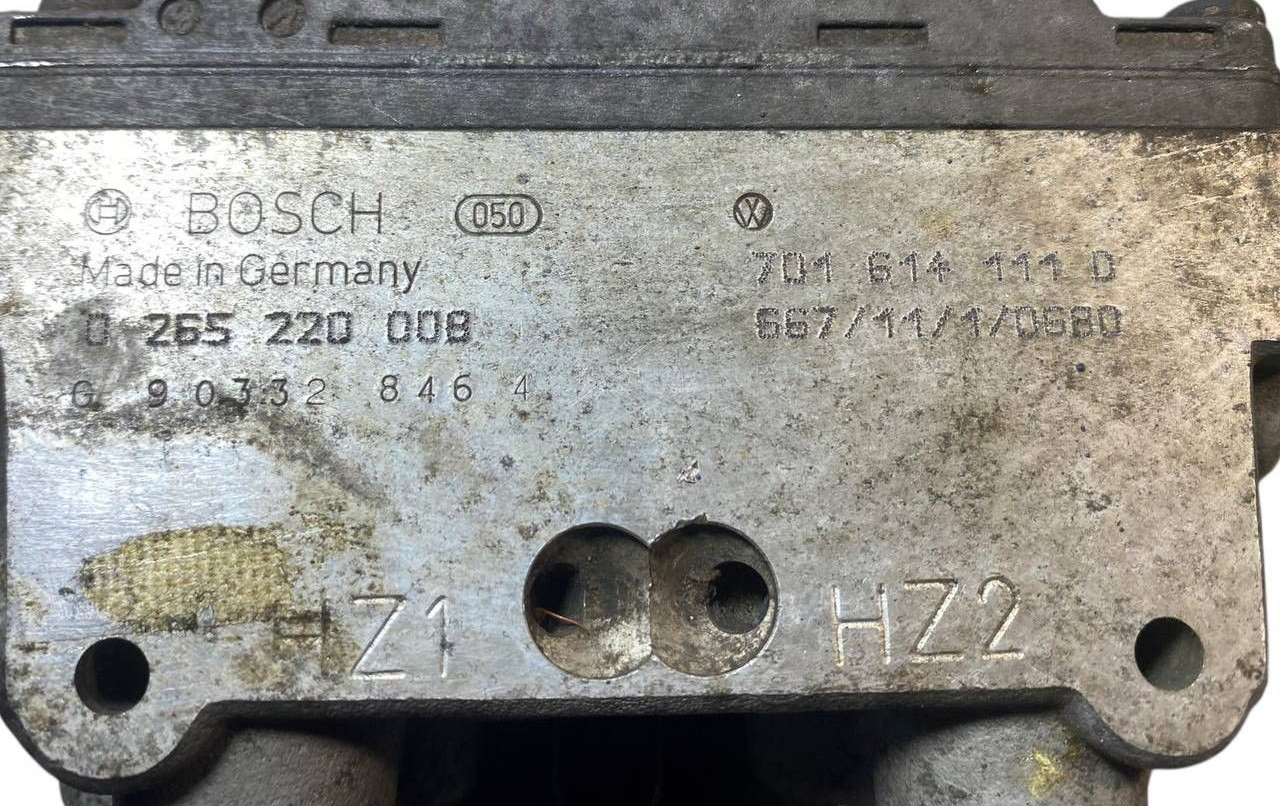 BOSCH 050
Made in Germany
0 265 220 008
G 90332 846 4
701 614 111 D
667/11/1/0680
HZ1
HZ2